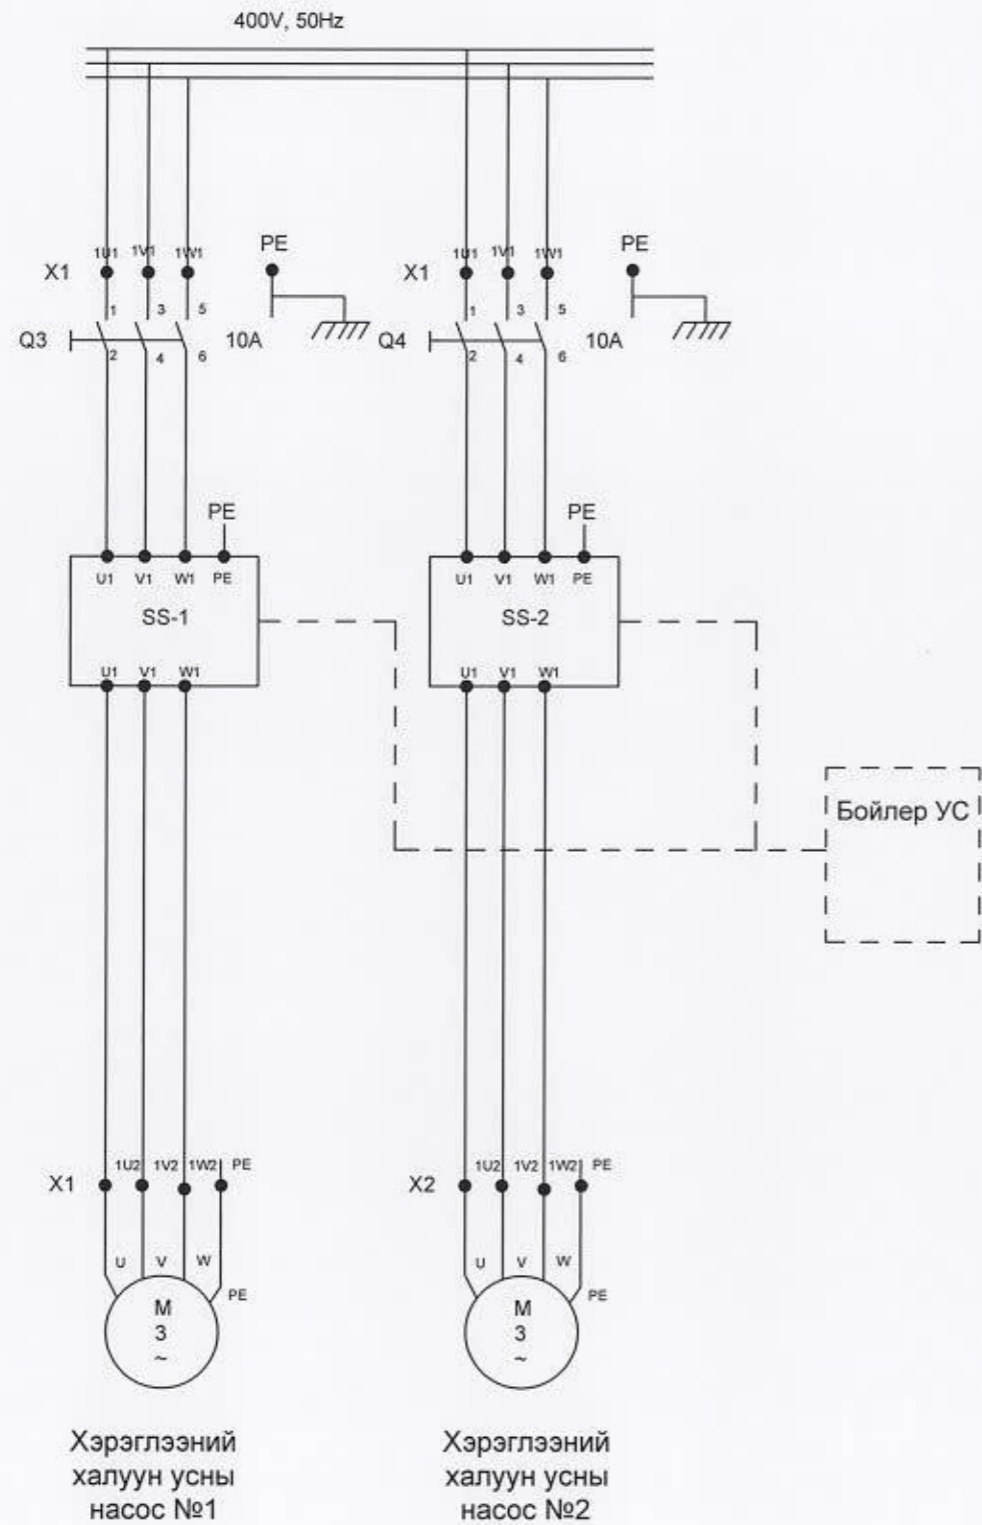 400V, 50Hz
1U1 1V1 1W1 PE 1U1 1V1 1W1 PE
X1 X1
1 3 5 1 3 5
Q3 10A Q4 10A
2 4 6 2 4 6
PE PE
U1 V1 W1 PE U1 V1 W1 PE
SS-1 SS-2
U1 V1 W1 U1 V1 W1
Бойлер УС
1U2 1V2 1W2 PE 1U2 1V2 1W2 PE
X1 X2
U V W U V W
PE PE
M M
3 3
~ ~
Хэрэглээний
халуун усны
насос №1
Хэрэглээний
халуун усны
насос №2